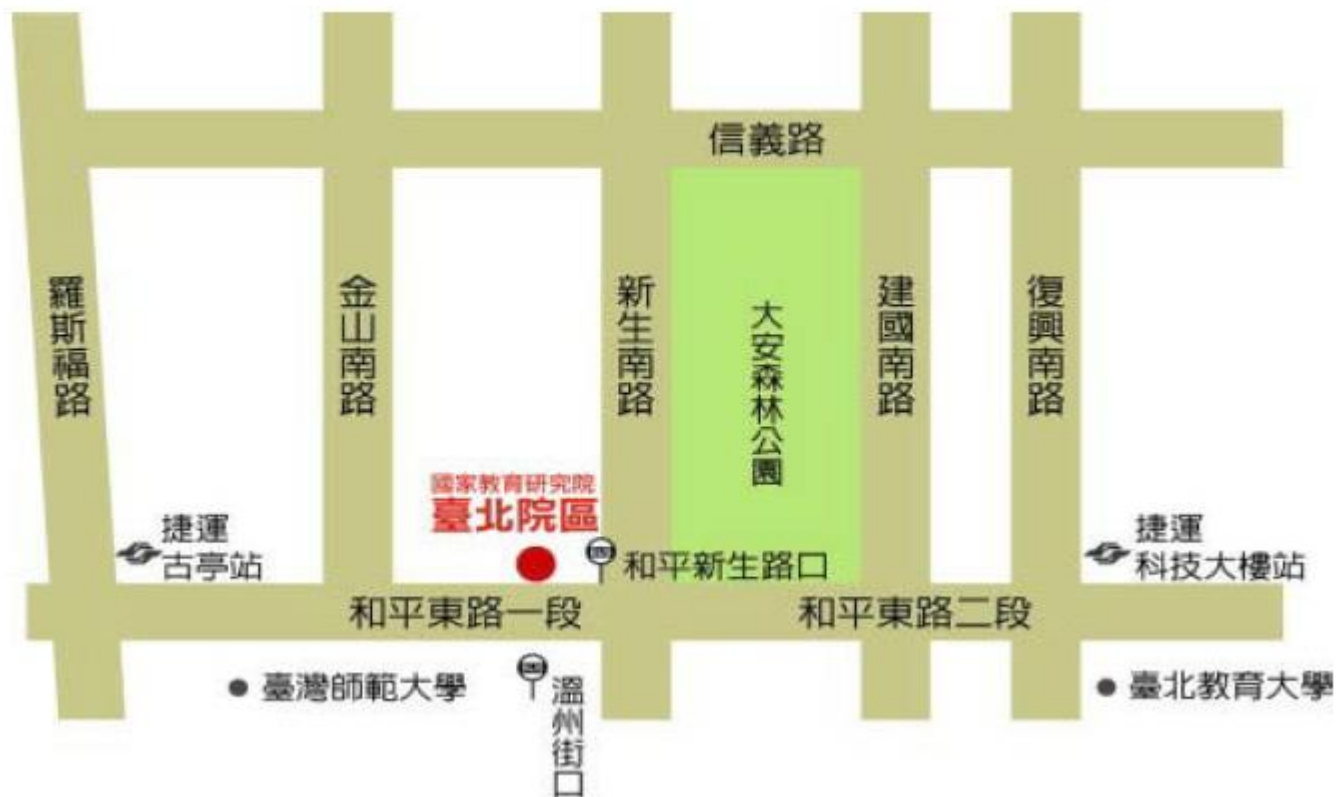 信義路
羅斯福路
金山南路
新生南路
大安森林公園
建國南路
復興南路
國家教育研究院
臺北院區
捷運
古亭站
和平新生路口
捷運
科技大樓站
和平東路一段
和平東路二段
臺灣師範大學
溫州街口
臺北教育大學